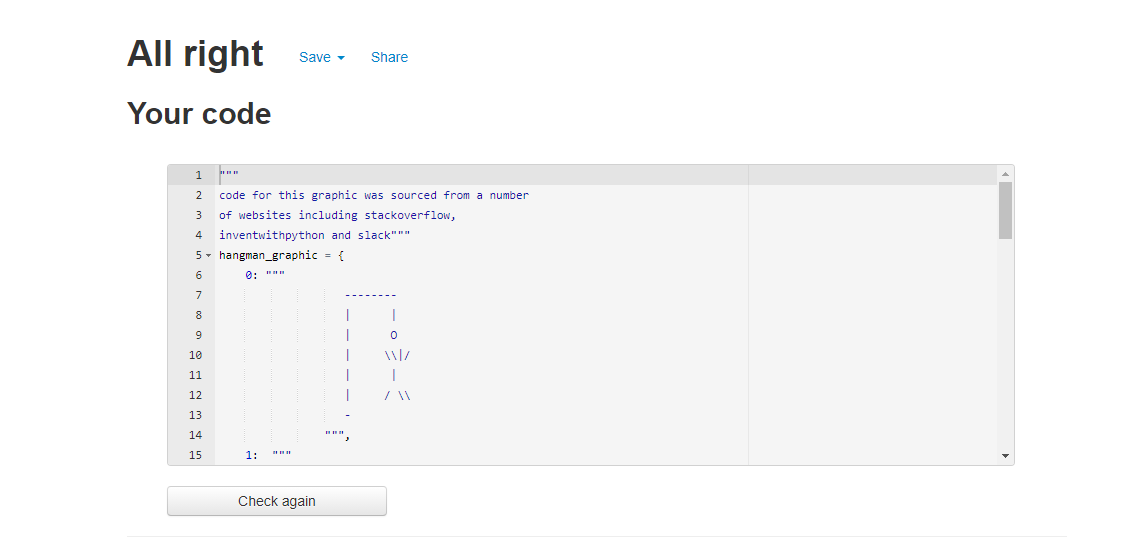 All right Save Share
Your code
1 """
2 code for this graphic was sourced from a number
3 of websites including stackoverflow,
4 inventwithpython and slack"""
5 hangman_graphic = {
6     0: """
7                    --------
8                    |      |
9                    |      O
10                    |     \\|/
11                    |      |
12                    |     / \\
13                    -
14                 """,
15     1:  """
Check again